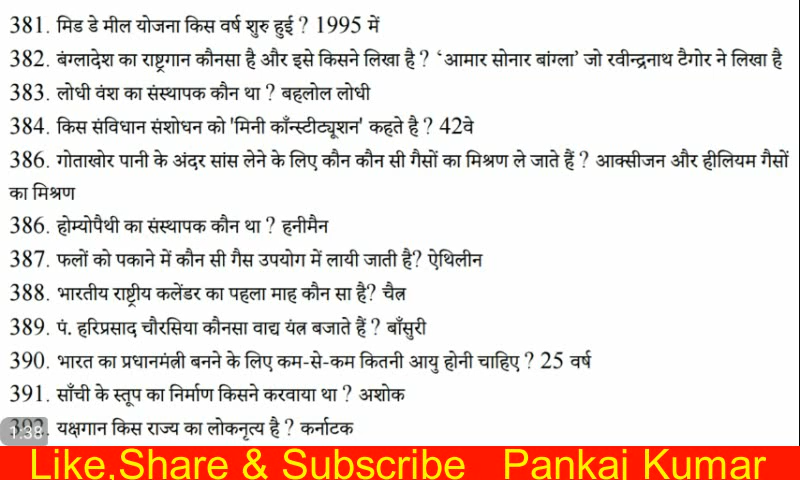 381. मिड डे मील योजना किस वर्ष शुरु हुई ? 1995 में
382. बंग्लादेश का राष्ट्रगान कौनसा है और इसे किसने लिखा है ? ‘आमार सोनार बांग्ला’ जो रवीन्द्रनाथ टैगोर ने लिखा है
383. लोधी वंश का संस्थापक कौन था ? बहलोल लोधी
384. किस संविधान संशोधन को 'मिनी काँन्स्टीट्यूशन' कहते है ? 42वे
386. गोताखोर पानी के अंदर सांस लेने के लिए कौन कौन सी गैसों का मिश्रण ले जाते हैं ? आक्सीजन और हीलियम गैसों
का मिश्रण
386. होम्योपैथी का संस्थापक कौन था ? हनीमैन
387. फलों को पकाने में कौन सी गैस उपयोग में लायी जाती है? ऐथिलीन
388. भारतीय राष्ट्रीय कलेंडर का पहला माह कौन सा है? चैत्र
389. पं. हरिप्रसाद चौरसिया कौनसा वाद्य यंत्र बजाते हैं ? बाँसुरी
390. भारत का प्रधानमंत्री बनने के लिए कम-से-कम कितनी आयु होनी चाहिए ? 25 वर्ष
391. साँची के स्तूप का निर्माण किसने करवाया था ? अशोक
392. यक्षगान किस राज्य का लोकनृत्य है ? कर्नाटक
1:38
Like,Share & Subscribe Pankaj Kumar